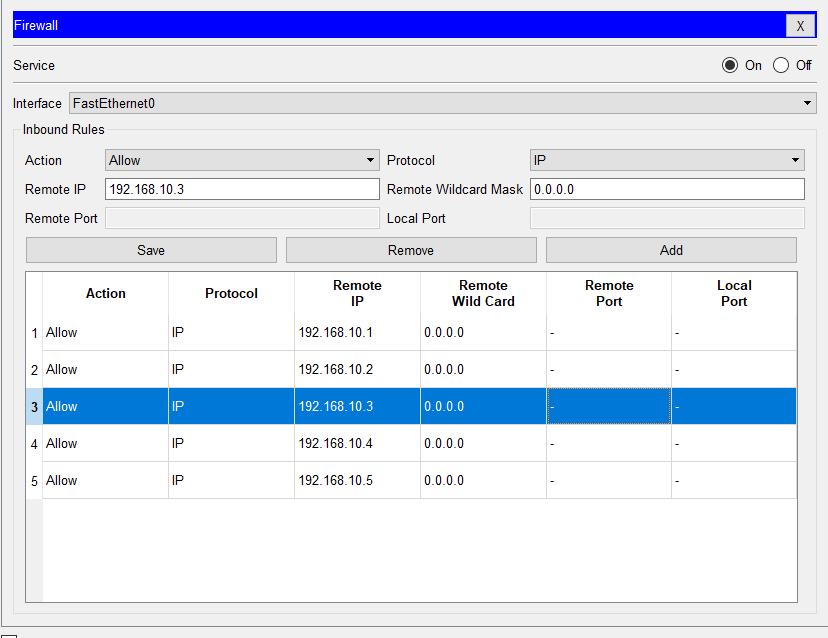 Firewall X
Service On Off
Interface FastEthernet0
Inbound Rules
Action Allow Protocol IP
Remote IP 192.168.10.3 Remote Wildcard Mask 0.0.0.0
Remote Port Local Port
Save Remove Add
Action Protocol Remote IP Remote Wild Card Remote Port Local Port
1 Allow IP 192.168.10.1 0.0.0.0 - -
2 Allow IP 192.168.10.2 0.0.0.0 - -
3 Allow IP 192.168.10.3 0.0.0.0 - -
4 Allow IP 192.168.10.4 0.0.0.0 - -
5 Allow IP 192.168.10.5 0.0.0.0 - -